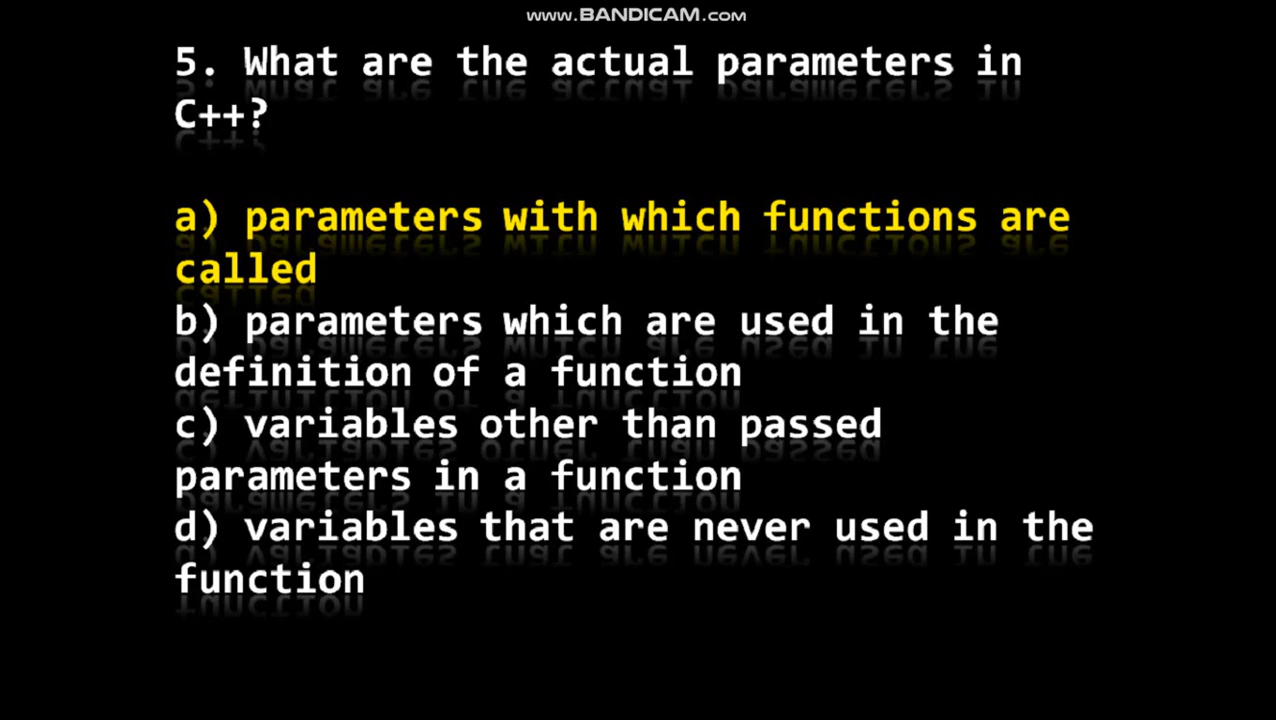 www.BANDICAM.com
5. What are the actual parameters in
C++?
a) parameters with which functions are
called
b) parameters which are used in the
definition of a function
c) variables other than passed
parameters in a function
d) variables that are never used in the
function